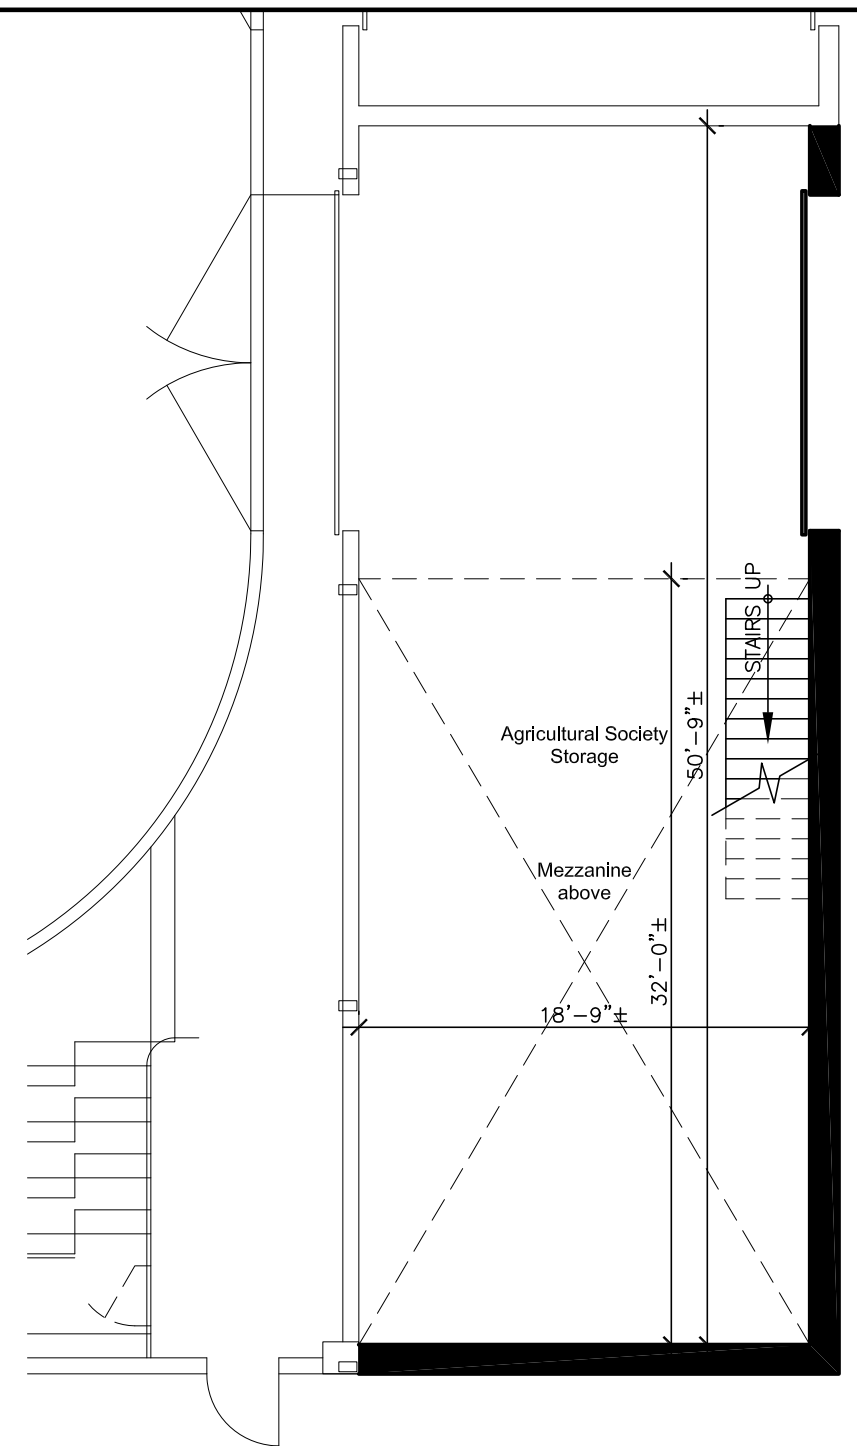 STAIRS UP
Agricultural Society
Storage
50'-9"±
Mezzanine
above
32'-0"±
18'-9"±